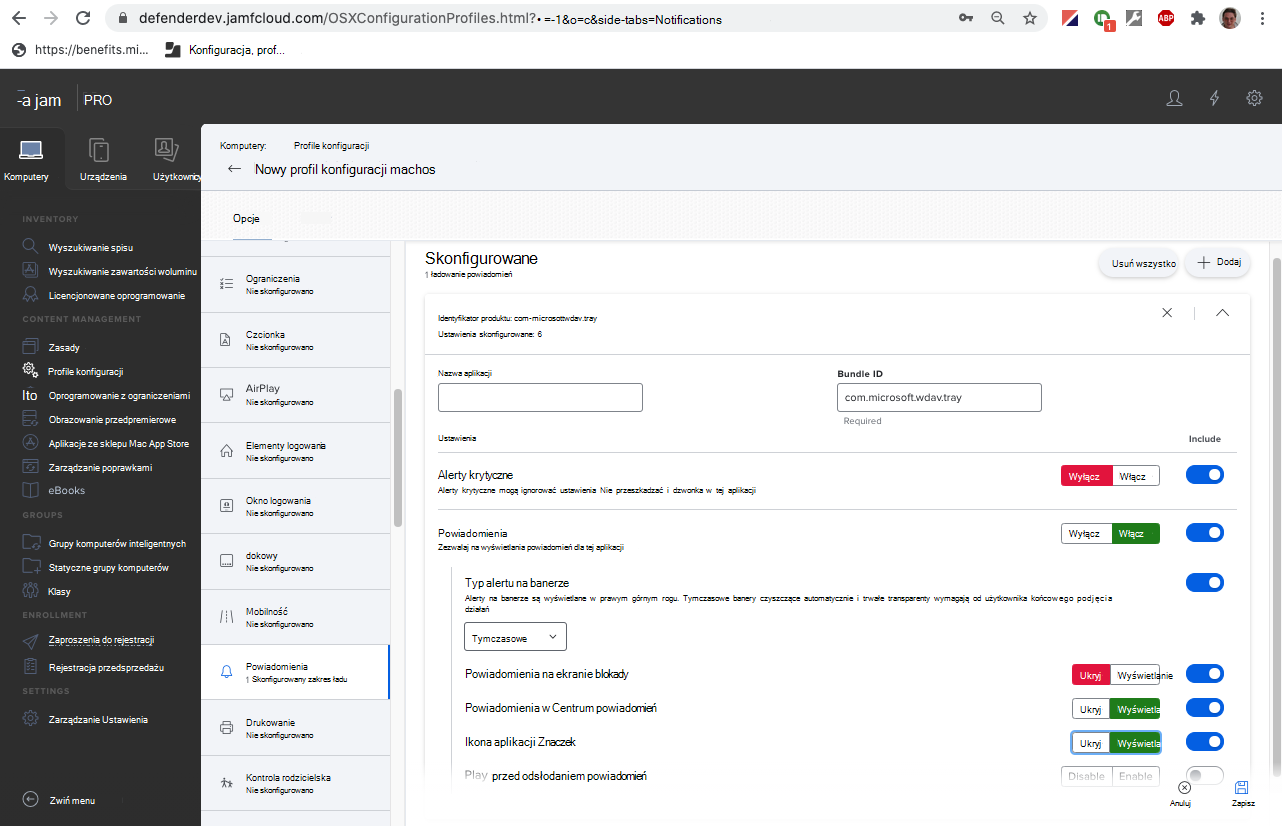 defenderdev.jamfcloud.com/OSXConfigurationProfiles.html?• =-1&o=c&side-tabs=Notifications
1
ABP
https://benefits.mi...
Konfiguracja, prof...
-a jam
PRO
Komputery
Urządzenia
Użytkownicy
INVENTORY
Wyszukiwanie spisu
Wyszukiwanie zawartości woluminu
Licencjonowane oprogramowanie
CONTENT MANAGEMENT
Zasady
Profile konfiguracji
Ito Oprogramowanie z ograniczeniami
Obrazowanie przedpremierowe
Aplikacje ze sklepu Mac App Store
Zarządzanie poprawkami
eBooks
GROUPS
Grupy komputerów inteligentnych
Statyczne grupy komputerów
Klasy
ENROLLMENT
Zaproszenia do rejestracji
Rejestracja przedsprzedażu
SETTINGS
Zarządzanie Ustawienia
Zwiń menu
Komputery:
Profile konfiguracji
Nowy profil konfiguracji machos
Opcje
Ograniczenia
Nie skonfigurowano
Czcionka
Nie skonfigurowano
AirPlay
Nie skonfigurowano
Elementy logowania
Nie skonfigurowano
Okno logowania
Nie skonfigurowano
dokowy
Nie skonfigurowano
Mobilność
Nie skonfigurowano
Powiadomienia
1 Skonfigurowany zakres ładu
Drukowanie
Nie skonfigurowano
Kontrola rodzicielska
Nie skonfigurowano
Skonfigurowane
1 ładowanie powiadomień
Usuń wszystko
Dodaj
Identyfikator produktu: com-microsottwdav.tray
Ustawienia skonfigurowane: 6
Nazwa aplikacji
Bundle ID
com.microsoft.wdav.tray
Required
Ustawienia
Include
Alerty krytyczne
Alerty krytyczne mogą ignorować ustawienia Nie przeszkadzać i dzwonka w tej aplikacji
Wyłącz
Włącz
Powiadomienia
Zezwalaj na wyświetlania powiadomień dla tej aplikacji
Wyłącz
Włącz
Typ alertu na banerze
Alerty na banerze są wyświetlane w prawym górnym rogu. Tymczasowe banery czyszczące automatycznie i trwałe transparenty wymagają od użytkownika końcowego podjęcia
działań
Tymczasowe
Powiadomienia na ekranie blokady
Ukryj
Wyświetlanie
Powiadomienia w Centrum powiadomień
Ukryj
Wyświetla
Ikona aplikacji Znaczek
Ukryj
Wyświetla
Play przed odsłodaniem powiadomień
Disable
Enable
Anuluj
Zapisz